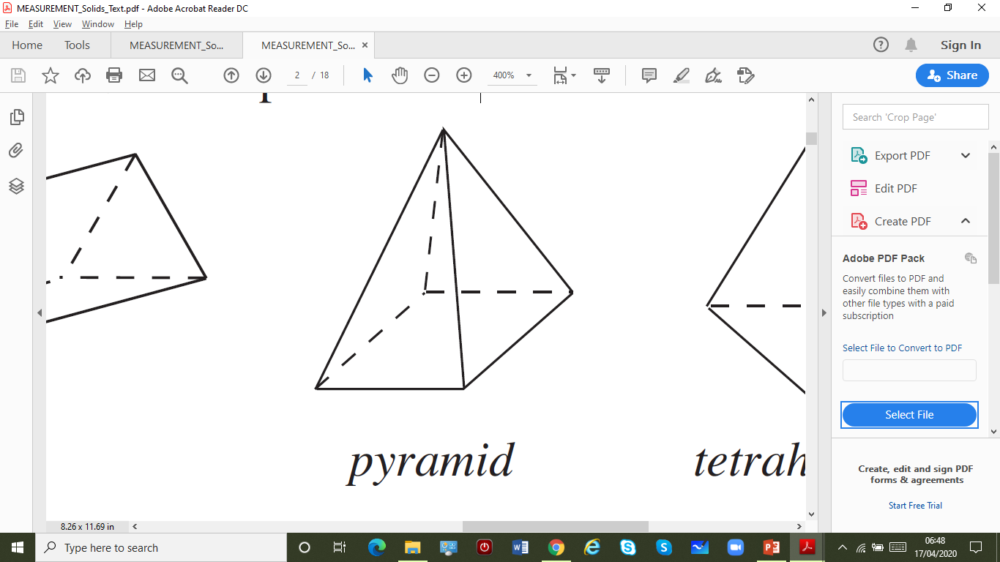 MEASUREMENT_Solids_Text.pdf - Adobe Acrobat Reader DC
File Edit View Window Help
Home Tools MEASUREMENT_So... MEASUREMENT_So... × Sign In
2 / 18 400% Share
Search 'Crop Page'
Export PDF
Edit PDF
Create PDF
Adobe PDF Pack
Convert files to PDF and
easily combine them with
other file types with a paid
subscription
Select File to Convert to PDF
Select File
Create, edit and sign PDF
forms & agreements
Start Free Trial
pyramid tetrah
8.26 x 11.69 in
Type here to search
06:48
17/04/2020